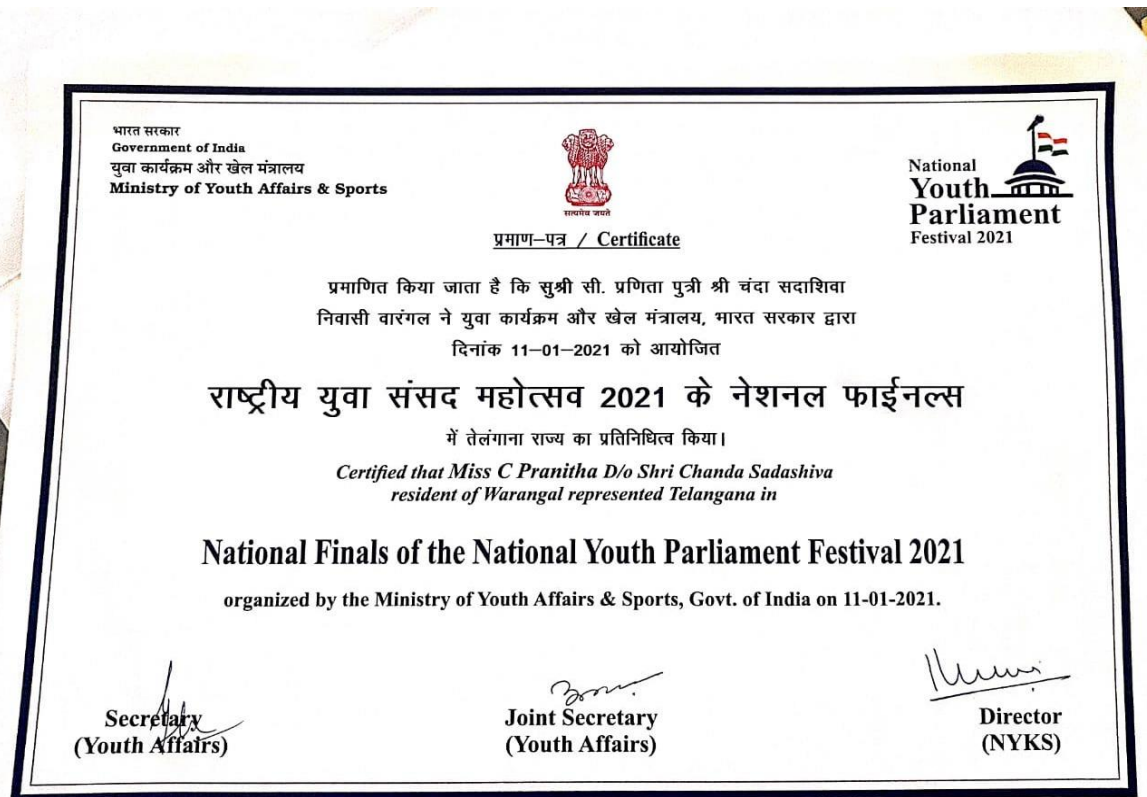 भारत सरकार
Government of India
युवा कार्यक्रम और खेल मंत्रालय
Ministry of Youth Affairs & Sports
सत्यमेव जयते
National
Youth
Parliament
Festival 2021
प्रमाण–पत्र / Certificate
प्रमाणित किया जाता है कि सुश्री सी. प्रणिता पुत्री श्री चंदा सदाशिवा
निवासी वारंगल ने युवा कार्यक्रम और खेल मंत्रालय, भारत सरकार द्वारा
दिनांक 11–01–2021 को आयोजित
राष्ट्रीय युवा संसद महोत्सव 2021 के नेशनल फाईनल्स
में तेलंगाना राज्य का प्रतिनिधित्व किया।
Certified that Miss C Pranitha D/o Shri Chanda Sadashiva
resident of Warangal represented Telangana in
National Finals of the National Youth Parliament Festival 2021
organized by the Ministry of Youth Affairs & Sports, Govt. of India on 11-01-2021.
Secretary
(Youth Affairs)
Joint Secretary
(Youth Affairs)
Director
(NYKS)